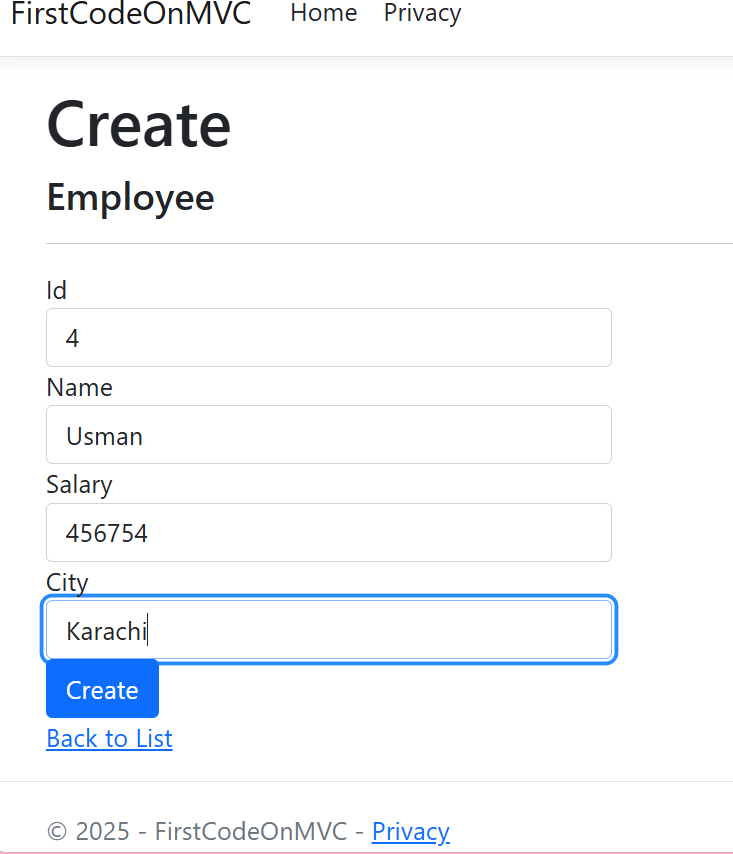 FirstCodeOnMVC Home Privacy
Create
Employee
Id
4
Name
Usman
Salary
456754
City
Karachi
Create
Back to List
© 2025 - FirstCodeOnMVC - Privacy